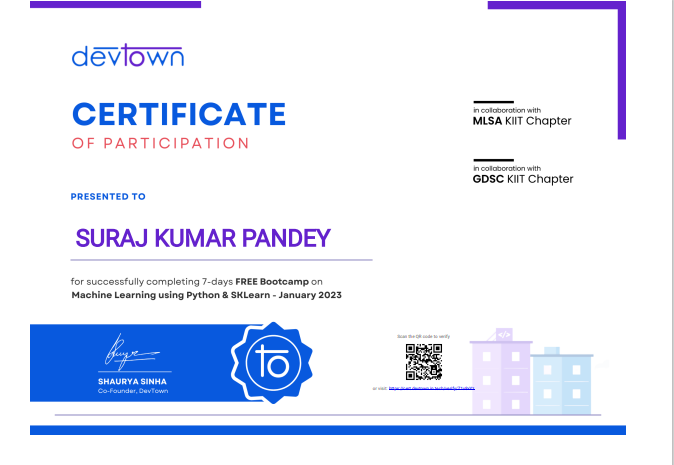 devtown
CERTIFICATE
OF PARTICIPATION
in collaboration with
MLSA KIIT Chapter
in collaboration with
GDSC KIIT Chapter
PRESENTED TO
SURAJ KUMAR PANDEY
for successfully completing 7-days FREE Bootcamp on
Machine Learning using Python & SKLearn - January 2023
</>
to
Scan the QR code to verify
SHAURYA SINHA
Co-Founder, DevTown
or visit